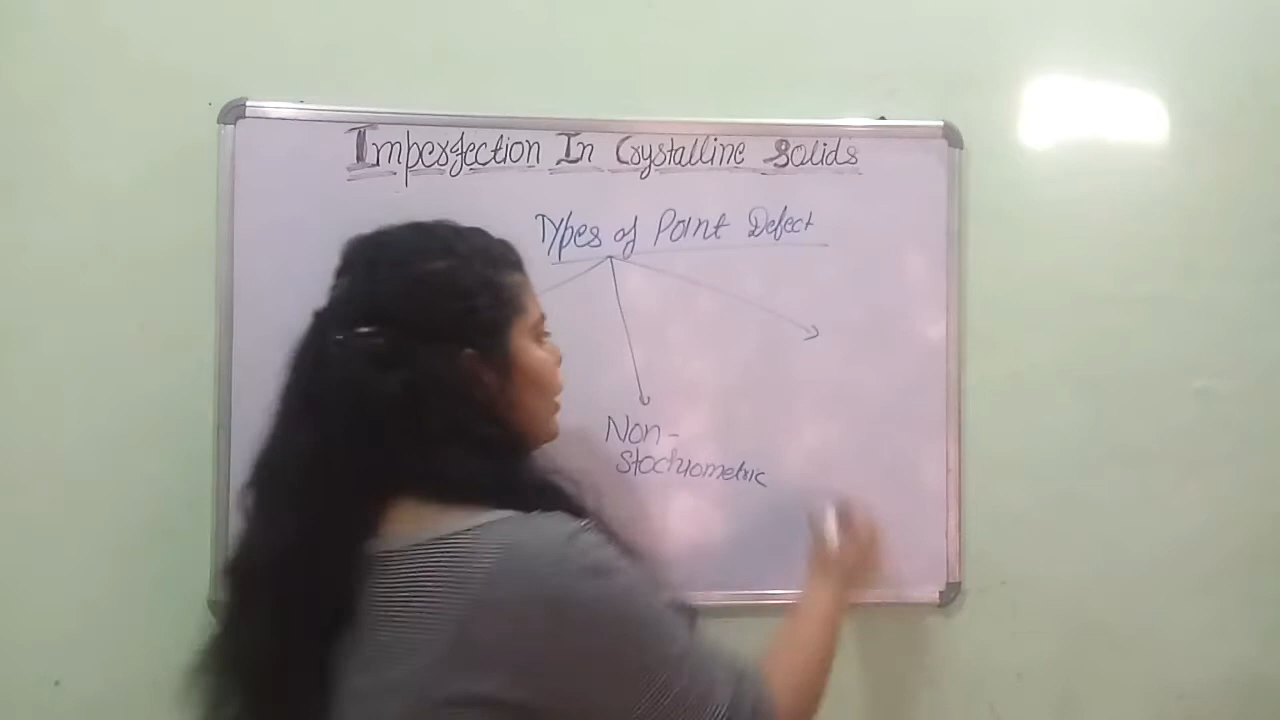 Imperfection In Crystalline Solids
Types of Point Defect
Non-
Stochiometric